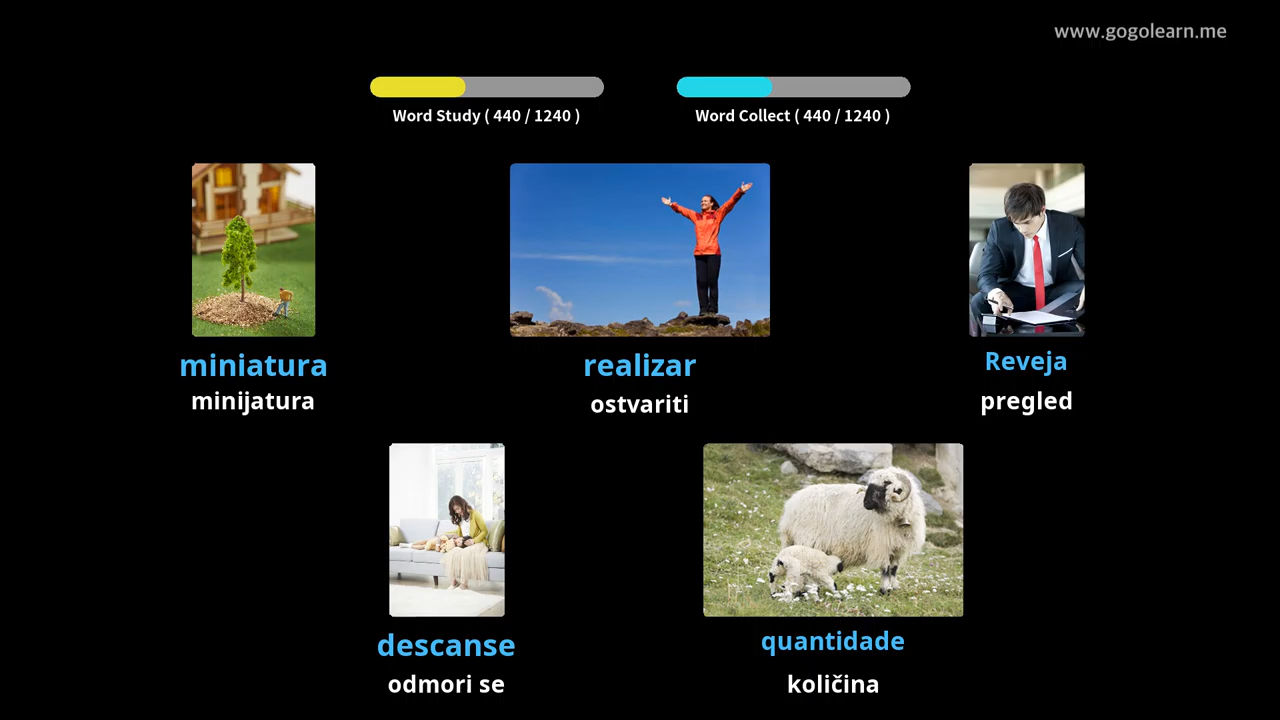 www.gogolearn.me
Word Study ( 440 / 1240 )
Word Collect ( 440 / 1240 )
miniatura
minijatura
realizar
ostvariti
Reveja
pregled
descanse
odmori se
quantidade
količina